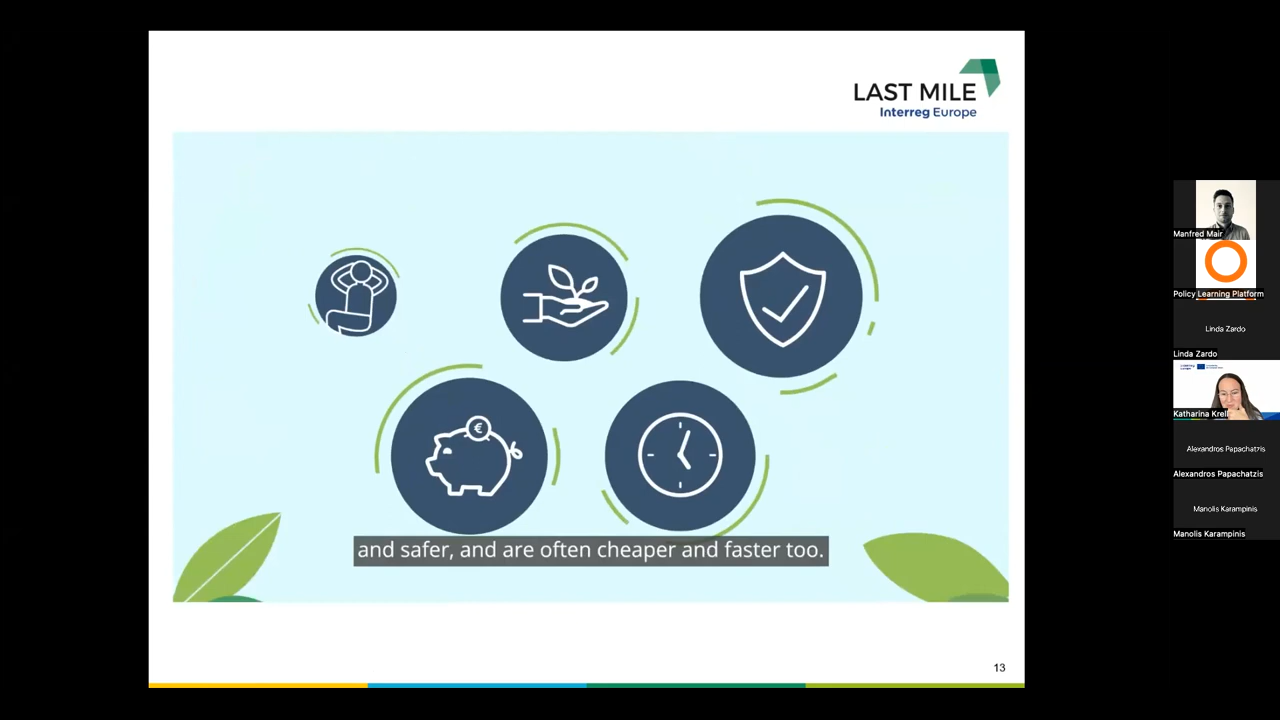 LAST MILE
Interreg Europe
€
and safer, and are often cheaper and faster too.
13
Manfred Mair
Policy Learning Platform
Linda Zardo
Linda Zardo
Katharina Krell
Alexandros Papachatzis
Alexandros Papachatzis
Manolis Karampinis
Manolis Karampinis